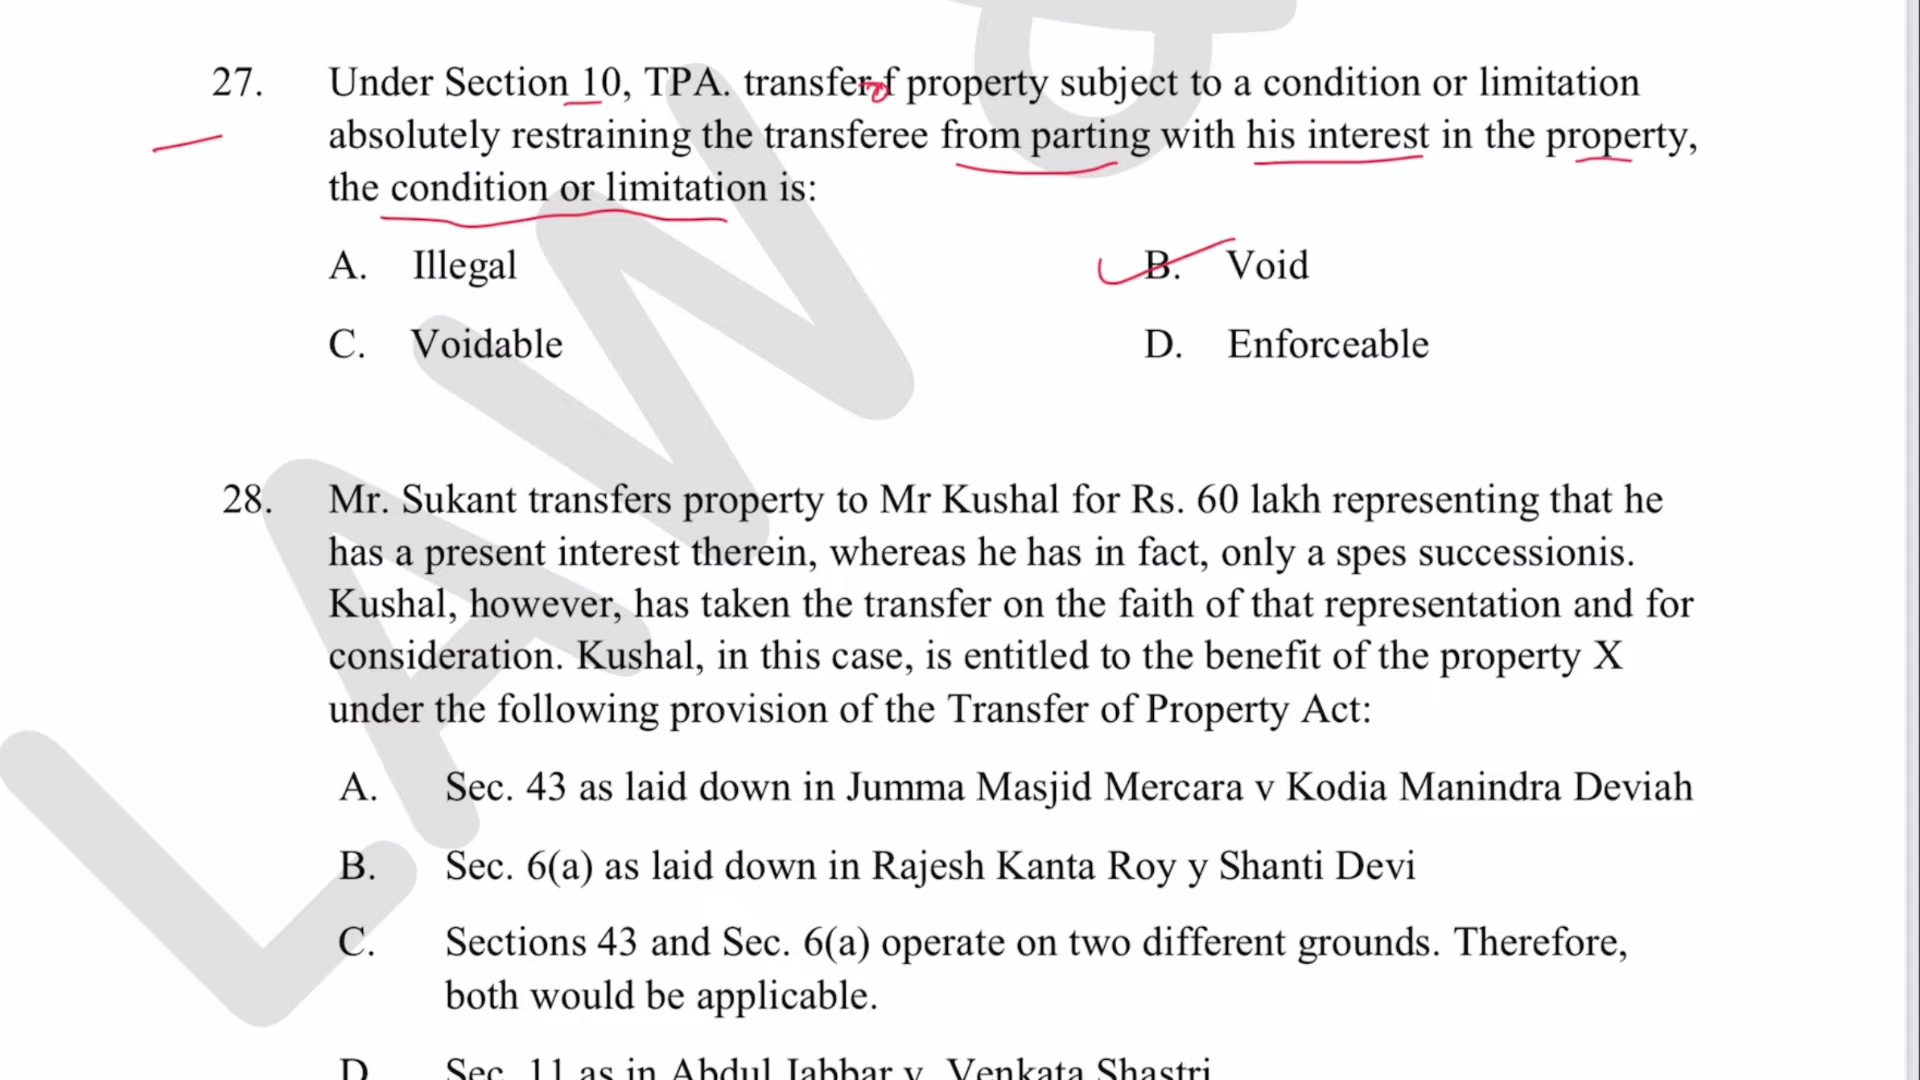 27. Under Section 10, TPA. transfer f property subject to a condition or limitation
absolutely restraining the transferee from parting with his interest in the property,
the condition or limitation is:
A. Illegal B. Void
C. Voidable D. Enforceable
28. Mr. Sukant transfers property to Mr Kushal for Rs. 60 lakh representing that he
has a present interest therein, whereas he has in fact, only a spes successionis.
Kushal, however, has taken the transfer on the faith of that representation and for
consideration. Kushal, in this case, is entitled to the benefit of the property X
under the following provision of the Transfer of Property Act:
A. Sec. 43 as laid down in Jumma Masjid Mercara v Kodia Manindra Deviah
B. Sec. 6(a) as laid down in Rajesh Kanta Roy y Shanti Devi
C. Sections 43 and Sec. 6(a) operate on two different grounds. Therefore,
both would be applicable.
D Sec. 11 as in Abdul Jabbar v. Venkata Shastri
LAW